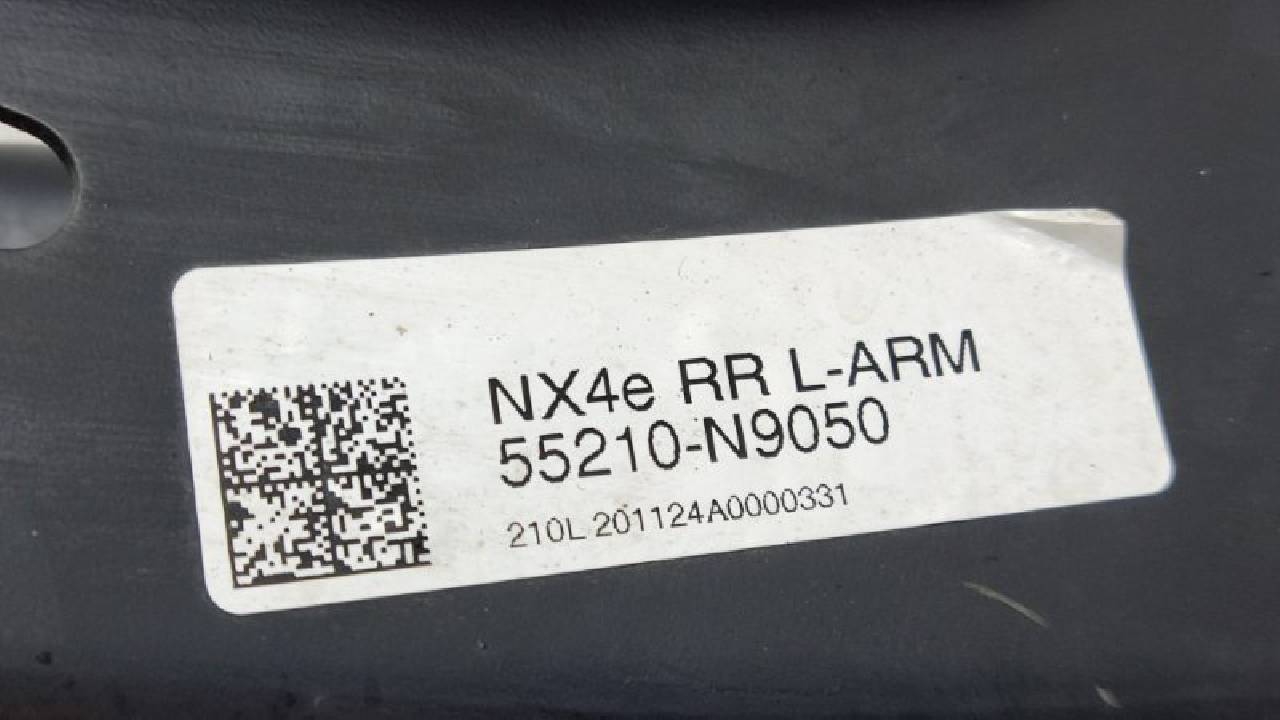 NX4e RR L-ARM
55210-N9050
210L 201124A0000331